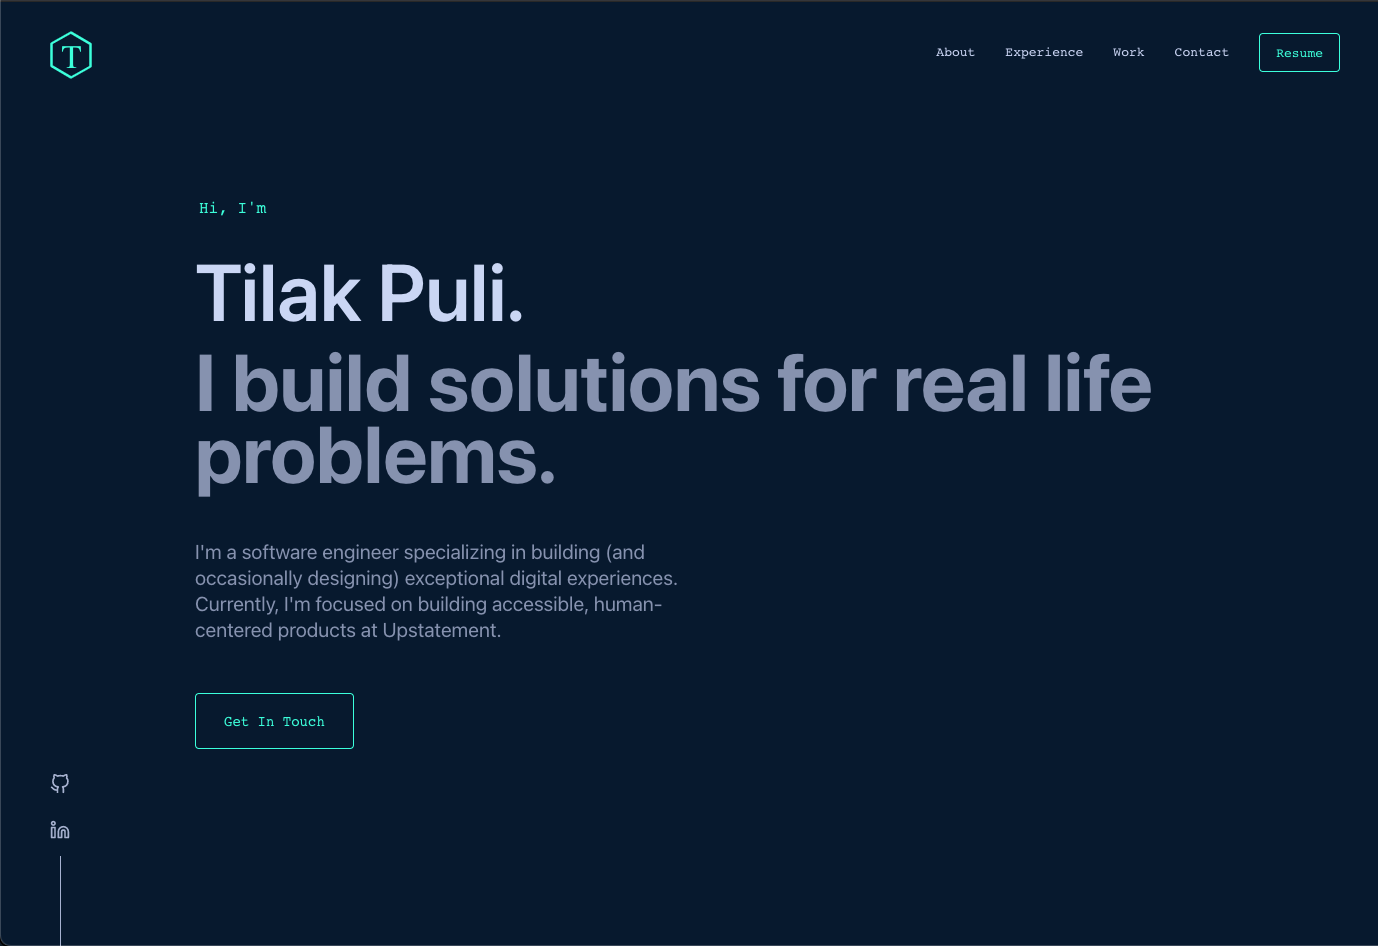 T
About Experience Work Contact Resume
Hi, I'm
Tilak Puli.
I build solutions for real life
problems.
I'm a software engineer specializing in building (and
occasionally designing) exceptional digital experiences.
Currently, I'm focused on building accessible, human-
centered products at Upstatement.
Get In Touch
in